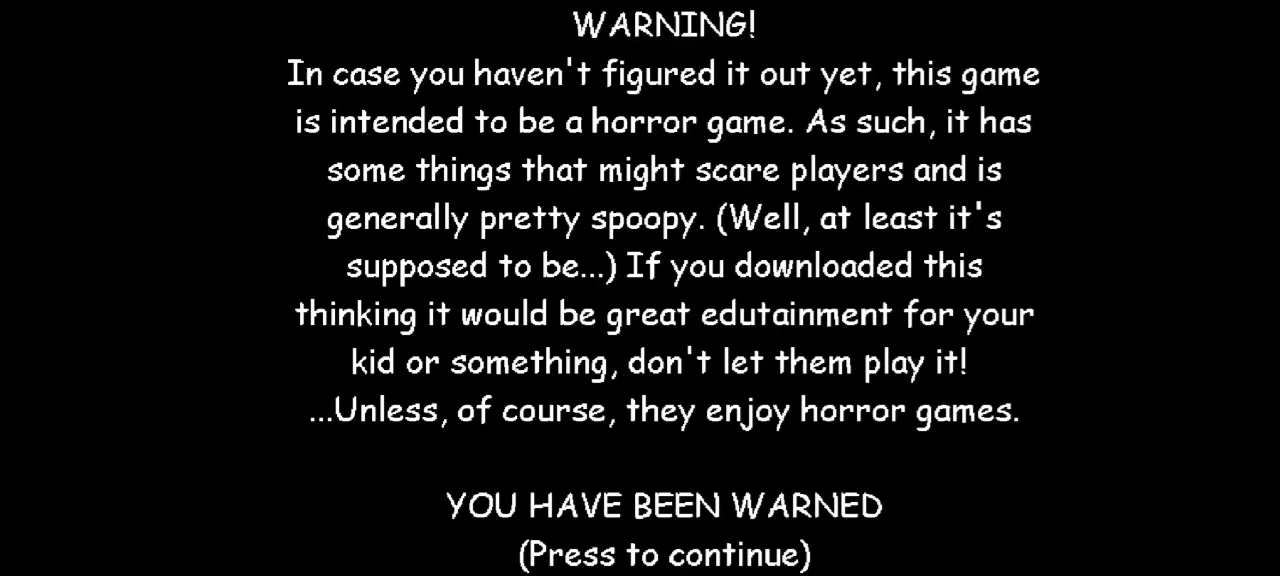 WARNING!
In case you haven't figured it out yet, this game
is intended to be a horror game. As such, it has
some things that might scare players and is
generally pretty spoopy. (Well, at least it's
supposed to be...) If you downloaded this
thinking it would be great edutainment for your
kid or something, don't let them play it!
...Unless, of course, they enjoy horror games.
YOU HAVE BEEN WARNED
(Press to continue)